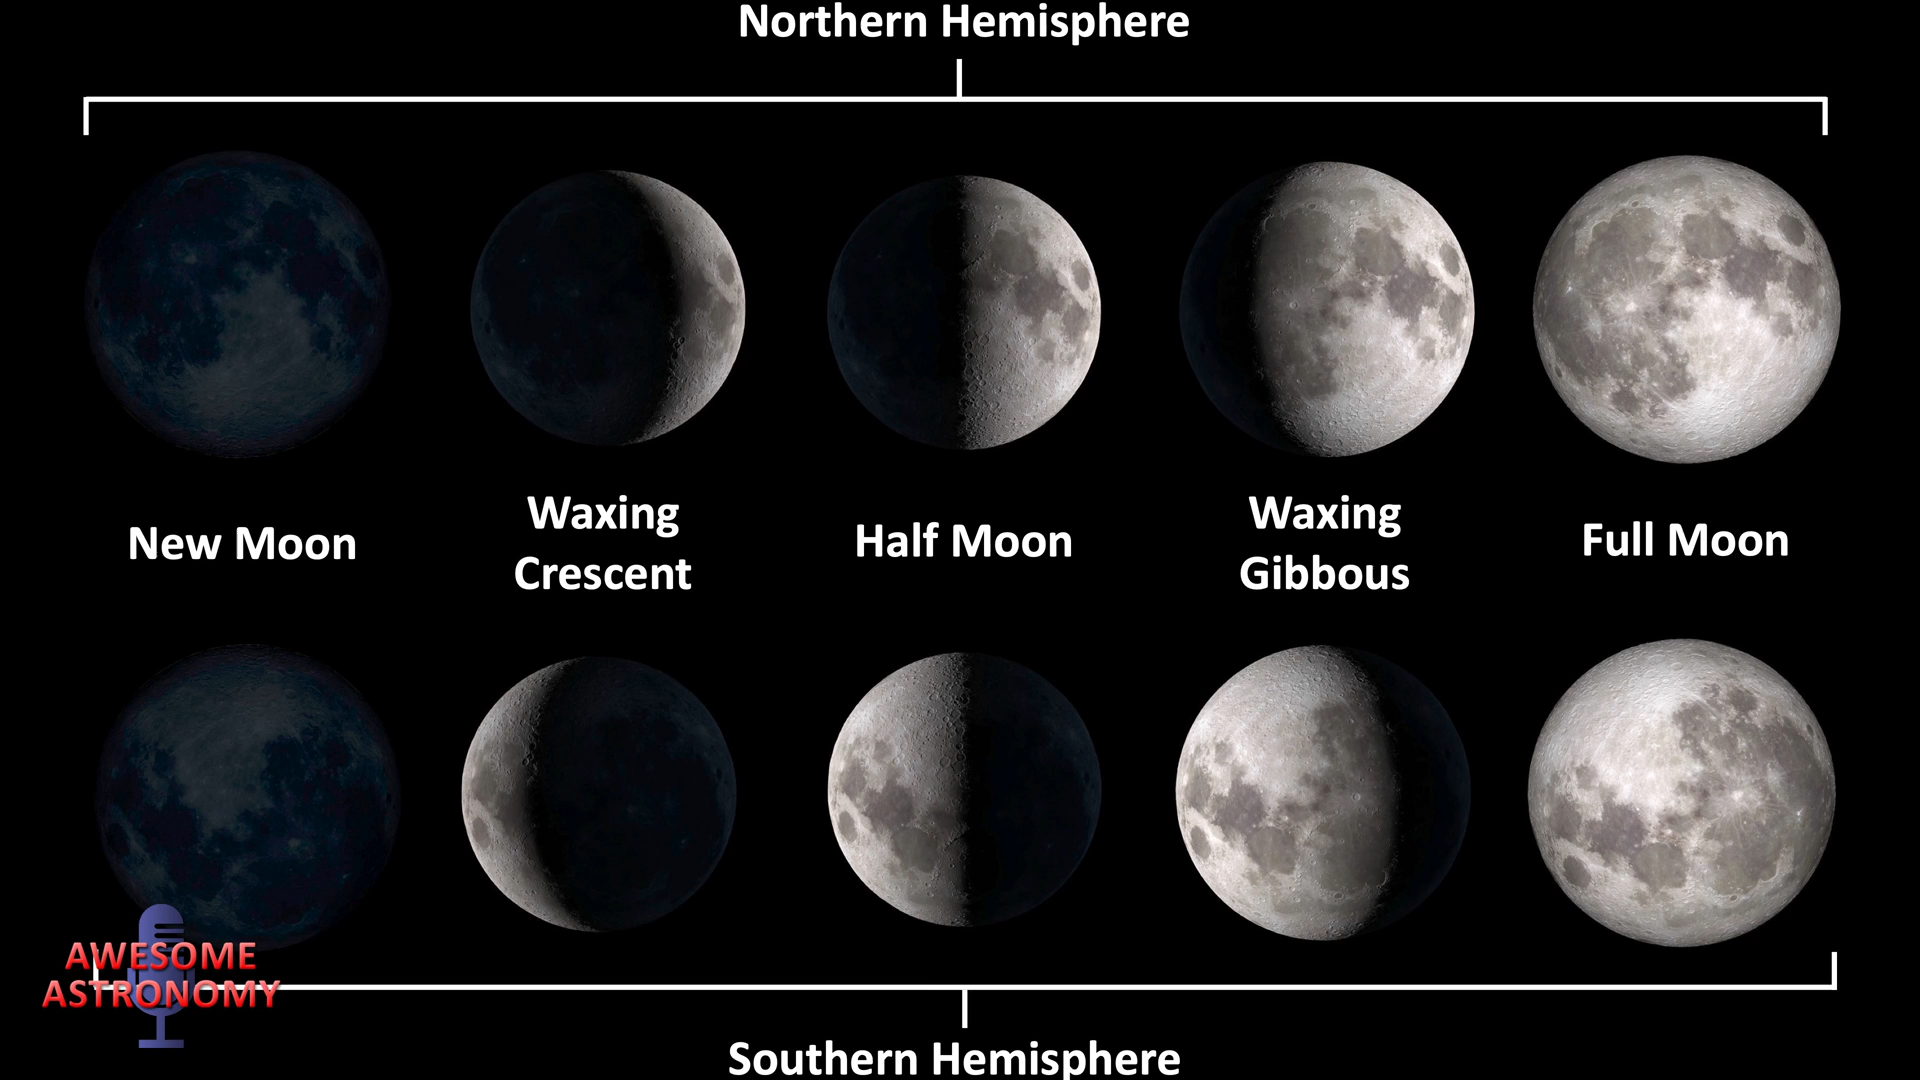 Northern Hemisphere
New Moon
Waxing
Crescent
Half Moon
Waxing
Gibbous
Full Moon
AWESOME
ASTRONOMY
Southern Hemisphere